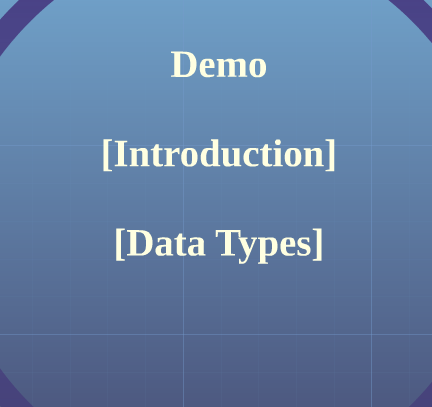 Demo
[Introduction]
[Data Types]